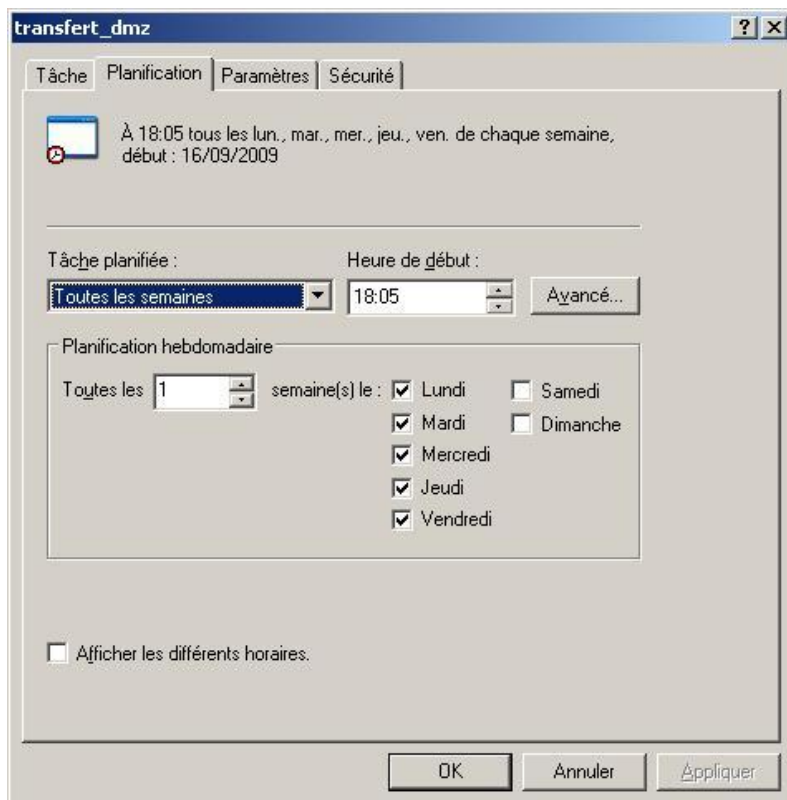 transfert_dmz
Tâche Planification Paramètres Sécurité
À 18:05 tous les lun., mar., mer., jeu., ven. de chaque semaine,
début : 16/09/2009
Tâche planifiée : Heure de début :
Toutes les semaines 18:05 Avancé...
Planification hebdomadaire
Toutes les 1 semaine(s) le : Lundi Samedi
Mardi Dimanche
Mercredi
Jeudi
Vendredi
Afficher les différents horaires.
OK Annuler Appliquer